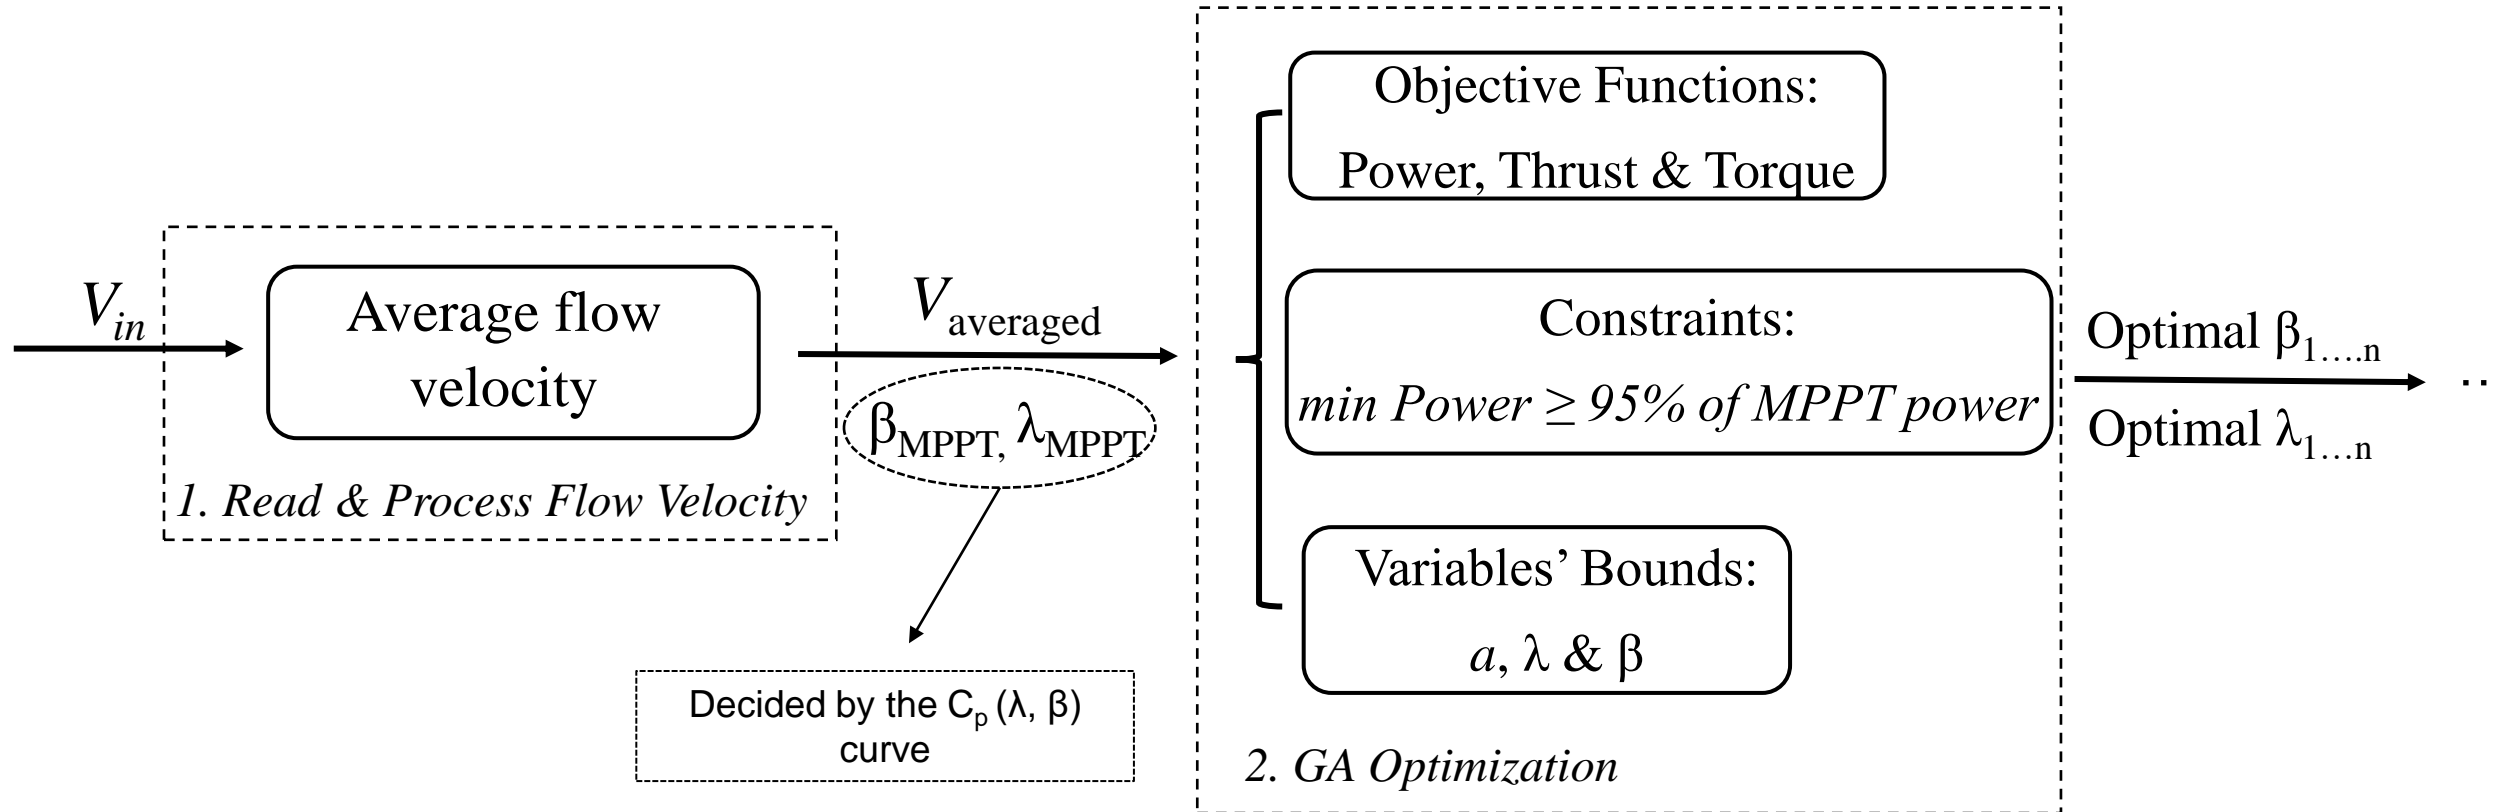 V_in
Average flow
velocity
1. Read & Process Flow Velocity
V_averaged
β_MPPT, λ_MPPT
Decided by the C_p (λ, β)
curve
Objective Functions:
Power, Thrust & Torque
Constraints:
min Power ≥ 95% of MPPT power
Variables’ Bounds:
a, λ & β
2. GA Optimization
Optimal β_1….n
Optimal λ_1…n
..